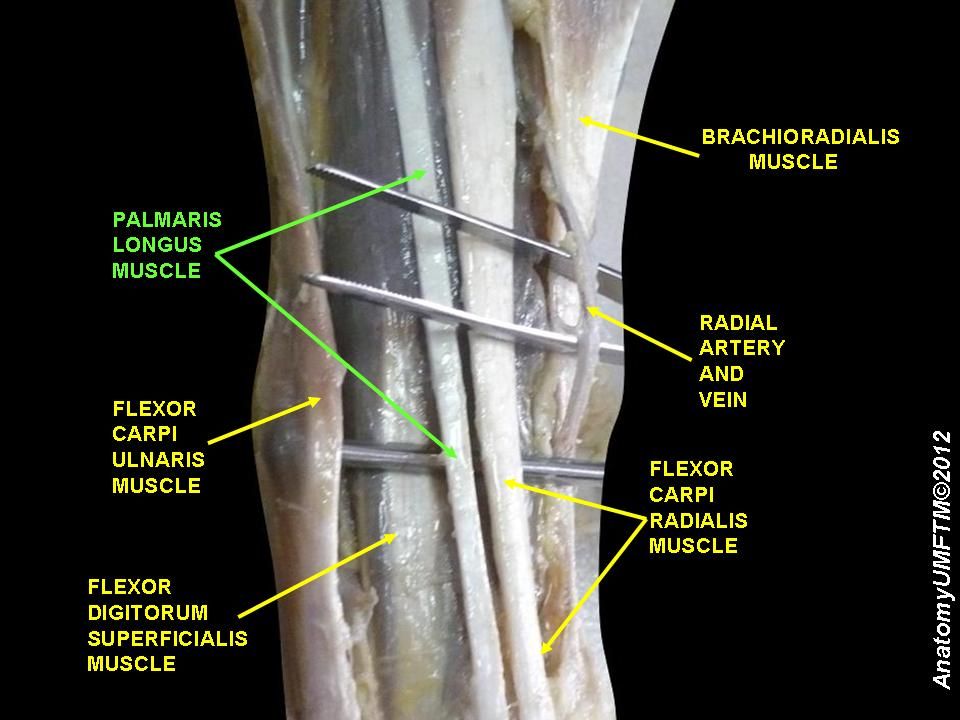 BRACHIORADIALIS
MUSCLE
PALMARIS
LONGUS
MUSCLE
RADIAL
ARTERY
AND
VEIN
FLEXOR
CARPI
ULNARIS
MUSCLE
FLEXOR
CARPI
RADIALIS
MUSCLE
FLEXOR
DIGITORUM
SUPERFICIALIS
MUSCLE
AnatomyUMFTM©2012